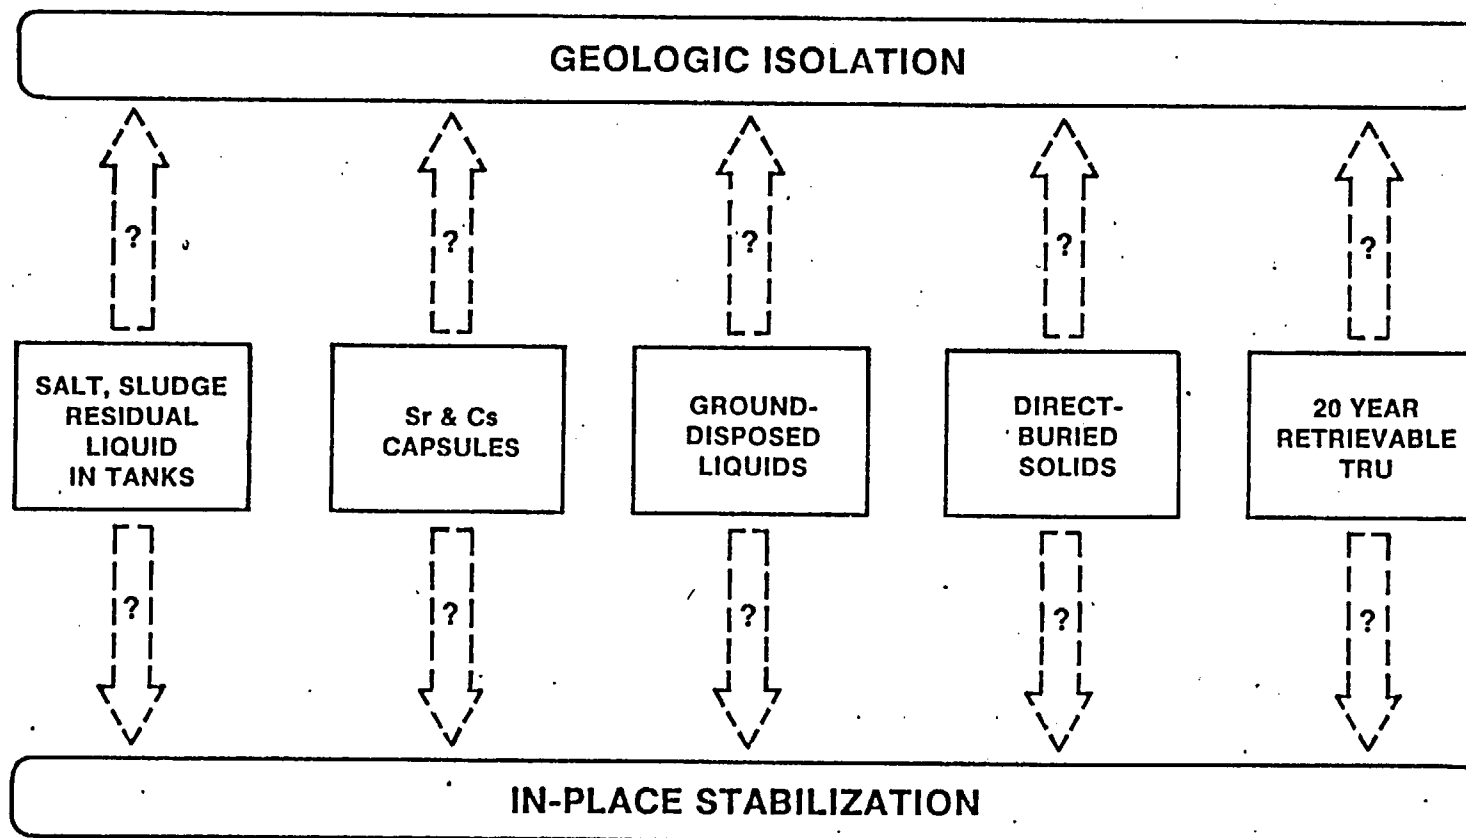 GEOLOGIC ISOLATION
? ? ? ? ?
SALT, SLUDGE
RESIDUAL
LIQUID
IN TANKS
Sr & Cs
CAPSULES
GROUND-
DISPOSED
LIQUIDS
DIRECT-
BURIED
SOLIDS
20 YEAR
RETRIEVABLE
TRU
? ? ? ? ?
IN-PLACE STABILIZATION